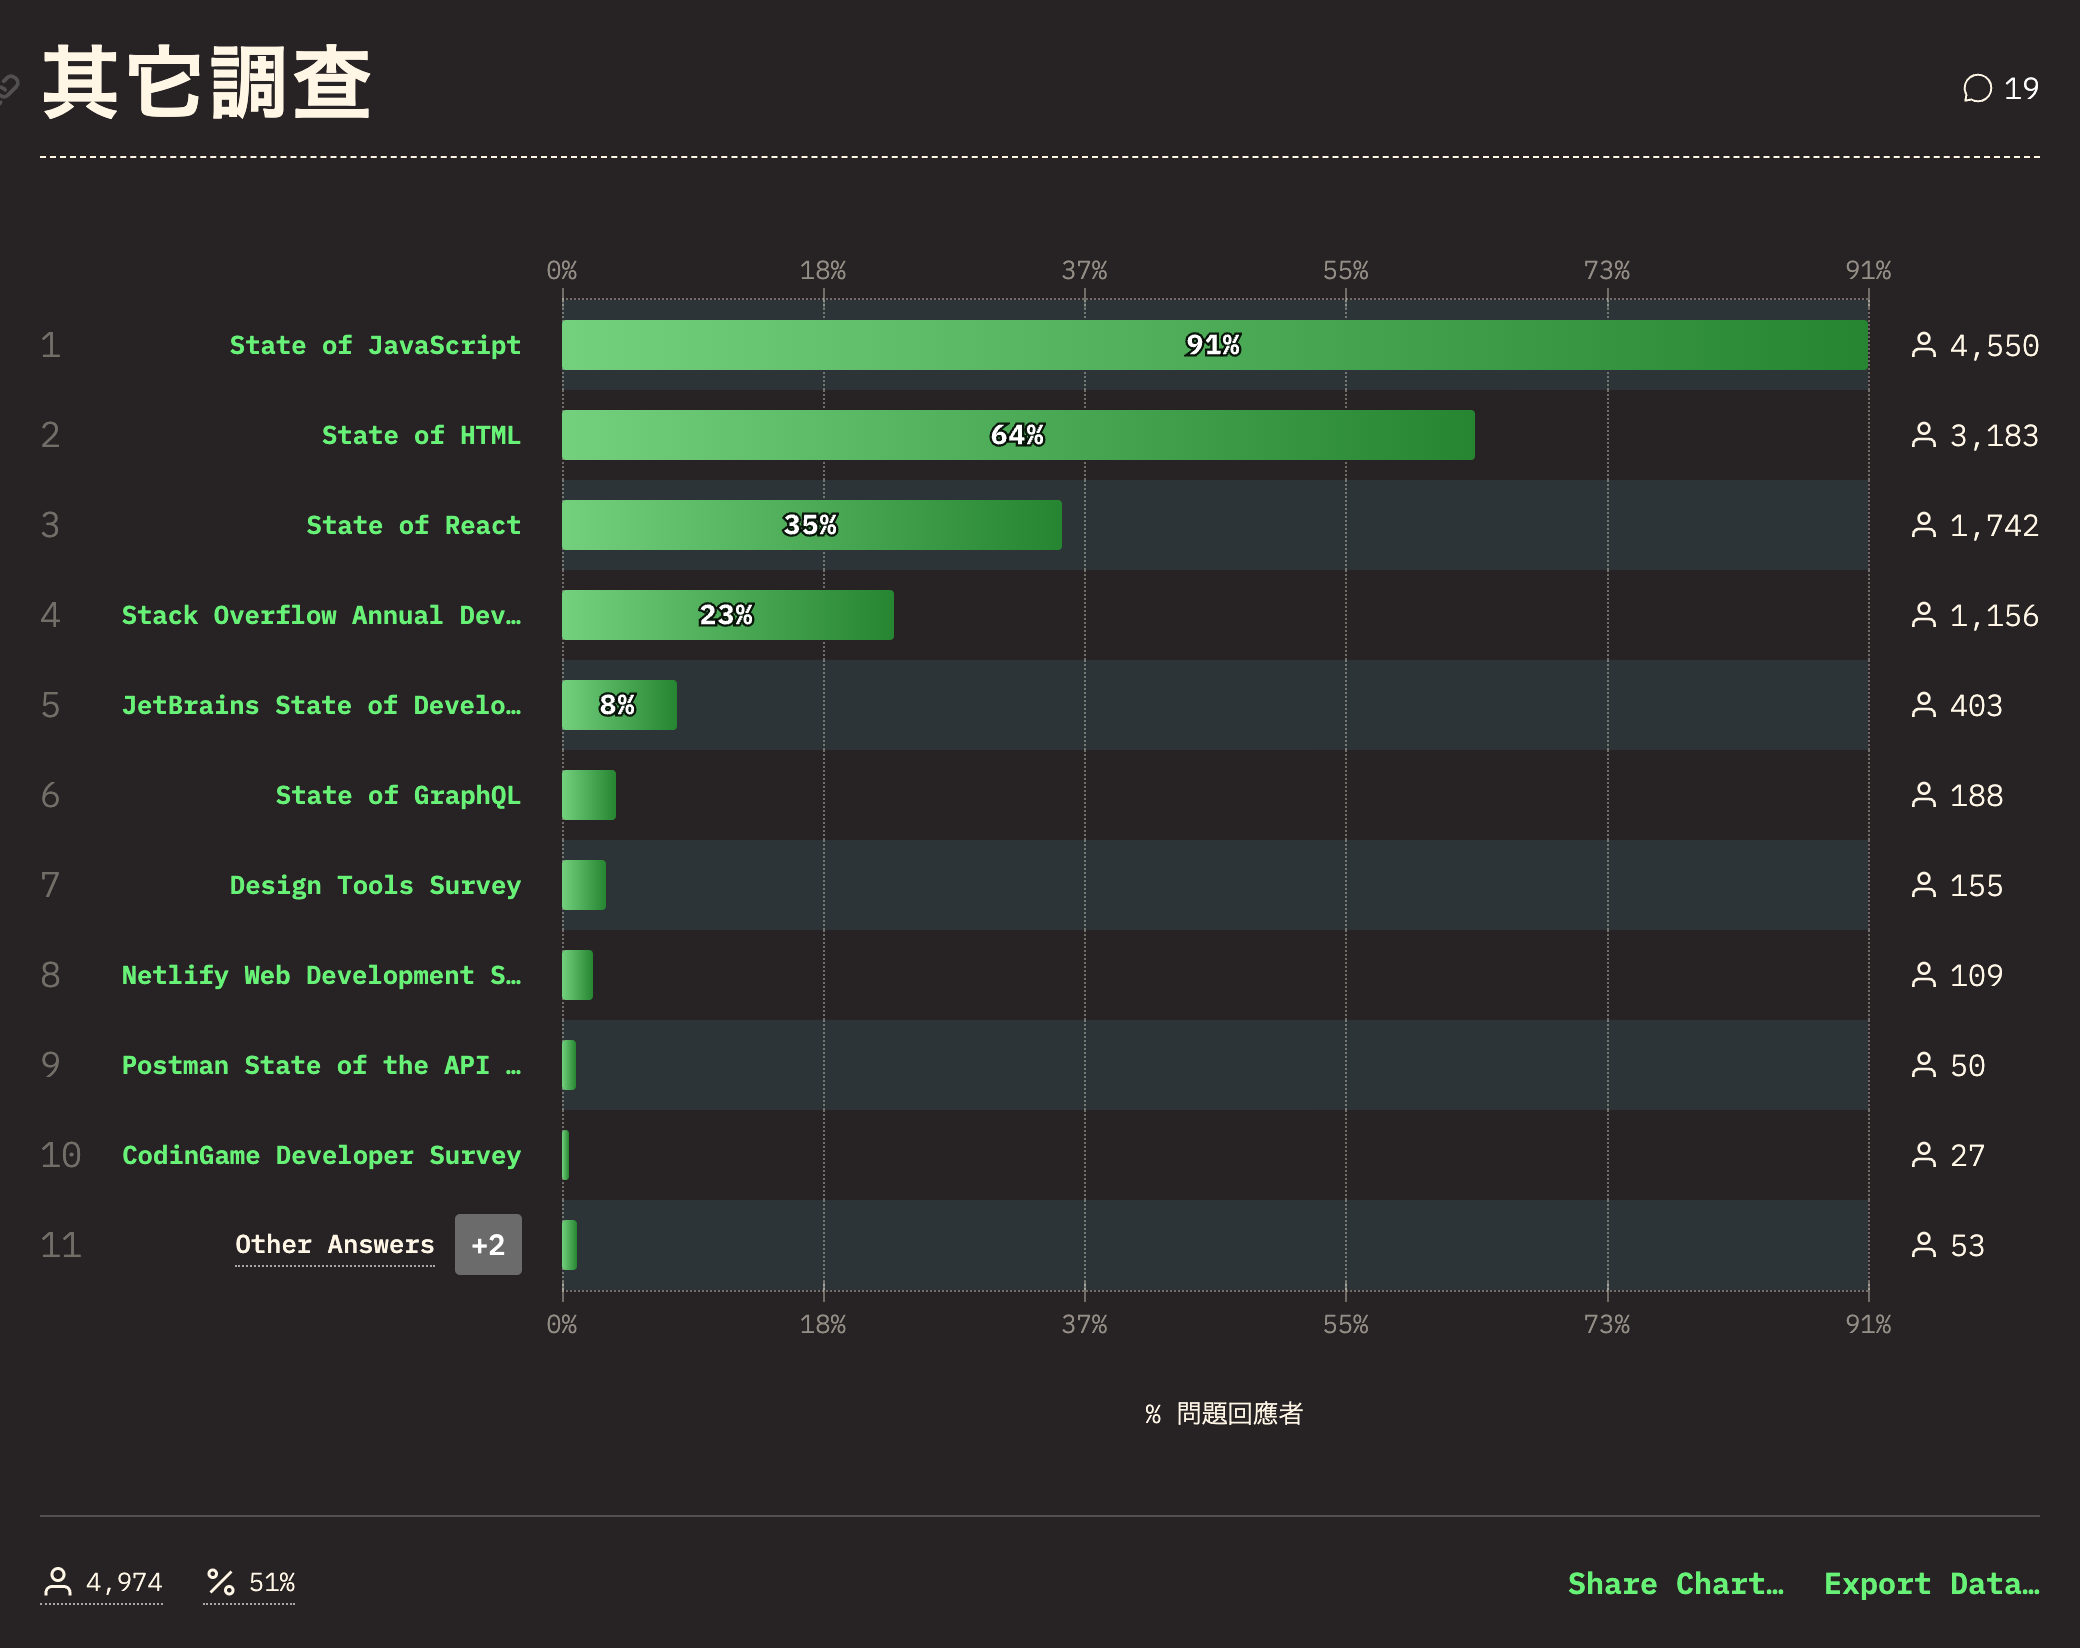 其它調查
19
0% 18% 37% 55% 73% 91%
1 State of JavaScript 91% 4,550
2 State of HTML 64% 3,183
3 State of React 35% 1,742
4 Stack Overflow Annual Dev… 23% 1,156
5 JetBrains State of Develo… 8% 403
6 State of GraphQL 188
7 Design Tools Survey 155
8 Netlify Web Development S… 109
9 Postman State of the API … 50
10 CodinGame Developer Survey 27
11 Other Answers +2 53
0% 18% 37% 55% 73% 91%
% 問題回應者
4,974 51% Share Chart… Export Data…